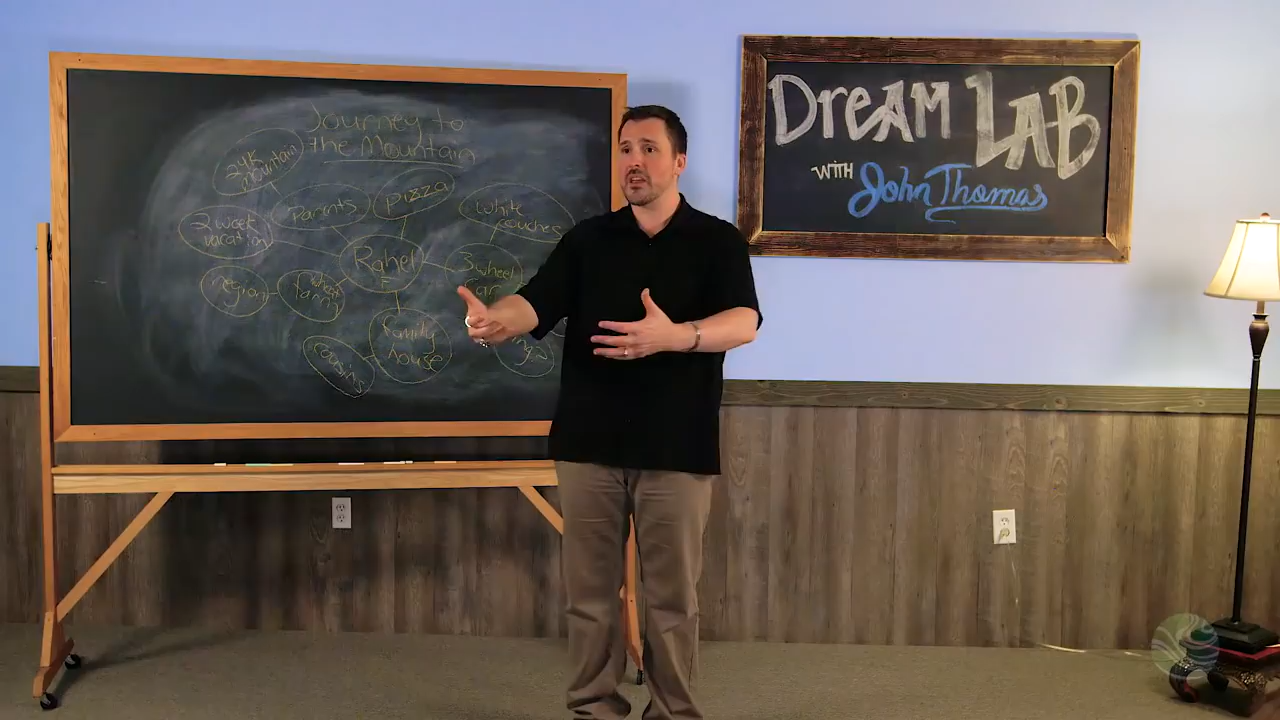 Journey to
the Mountain
24K
mountain
Parents
pizza
2 week
vacation
white
couches
Rahel
F
3 wheel
car
region
farm
family
house
cousins
DreAM LAB
WITH
John Thomas